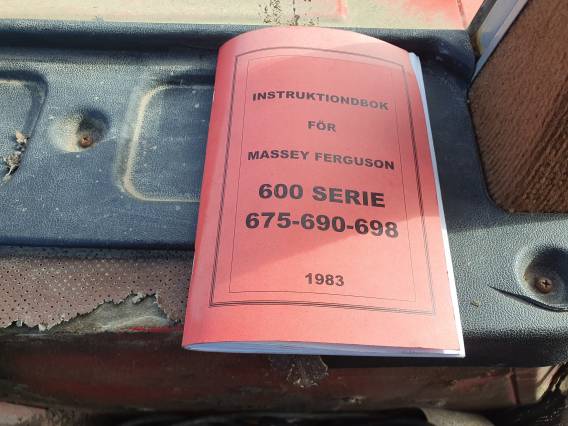 INSTRUKTIONDBOK
FÖR
MASSEY FERGUSON
600 SERIE
675-690-698
1983